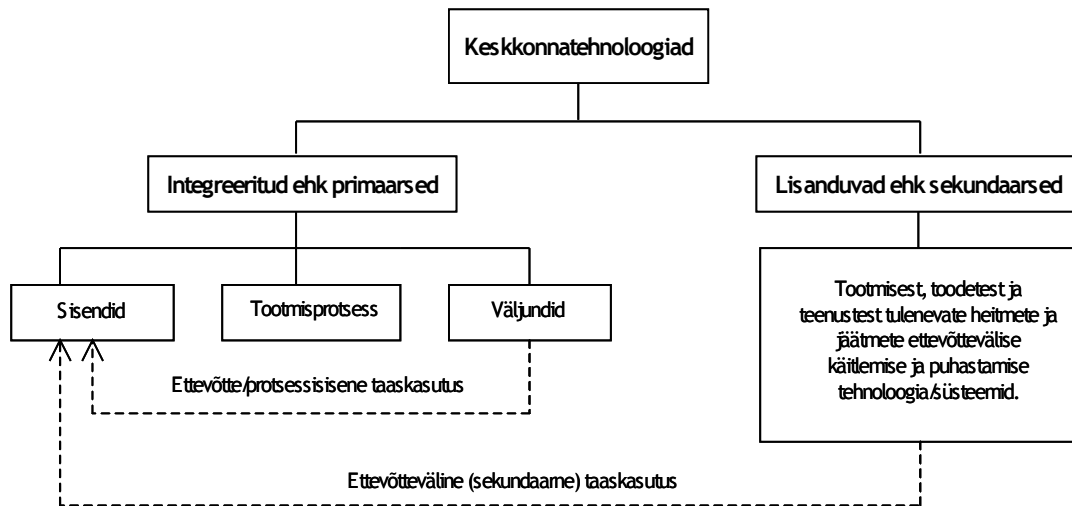 Keskkonnatehnoloogiad
Integreeritud ehk primaarsed
Lisanduvad ehk sekundaarsed
Sisendid
Tootmisprotsess
Väljundid
Tootmisest, toodetest ja
teenustest tulenevate heitmete ja
jäätmete ettevõttevälise
käitlemise ja puhastamise
tehnoloogia/süsteemid.
Ettevõtte/protsessisisene taaskasutus
Ettevõtteväline (sekundaarne) taaskasutus